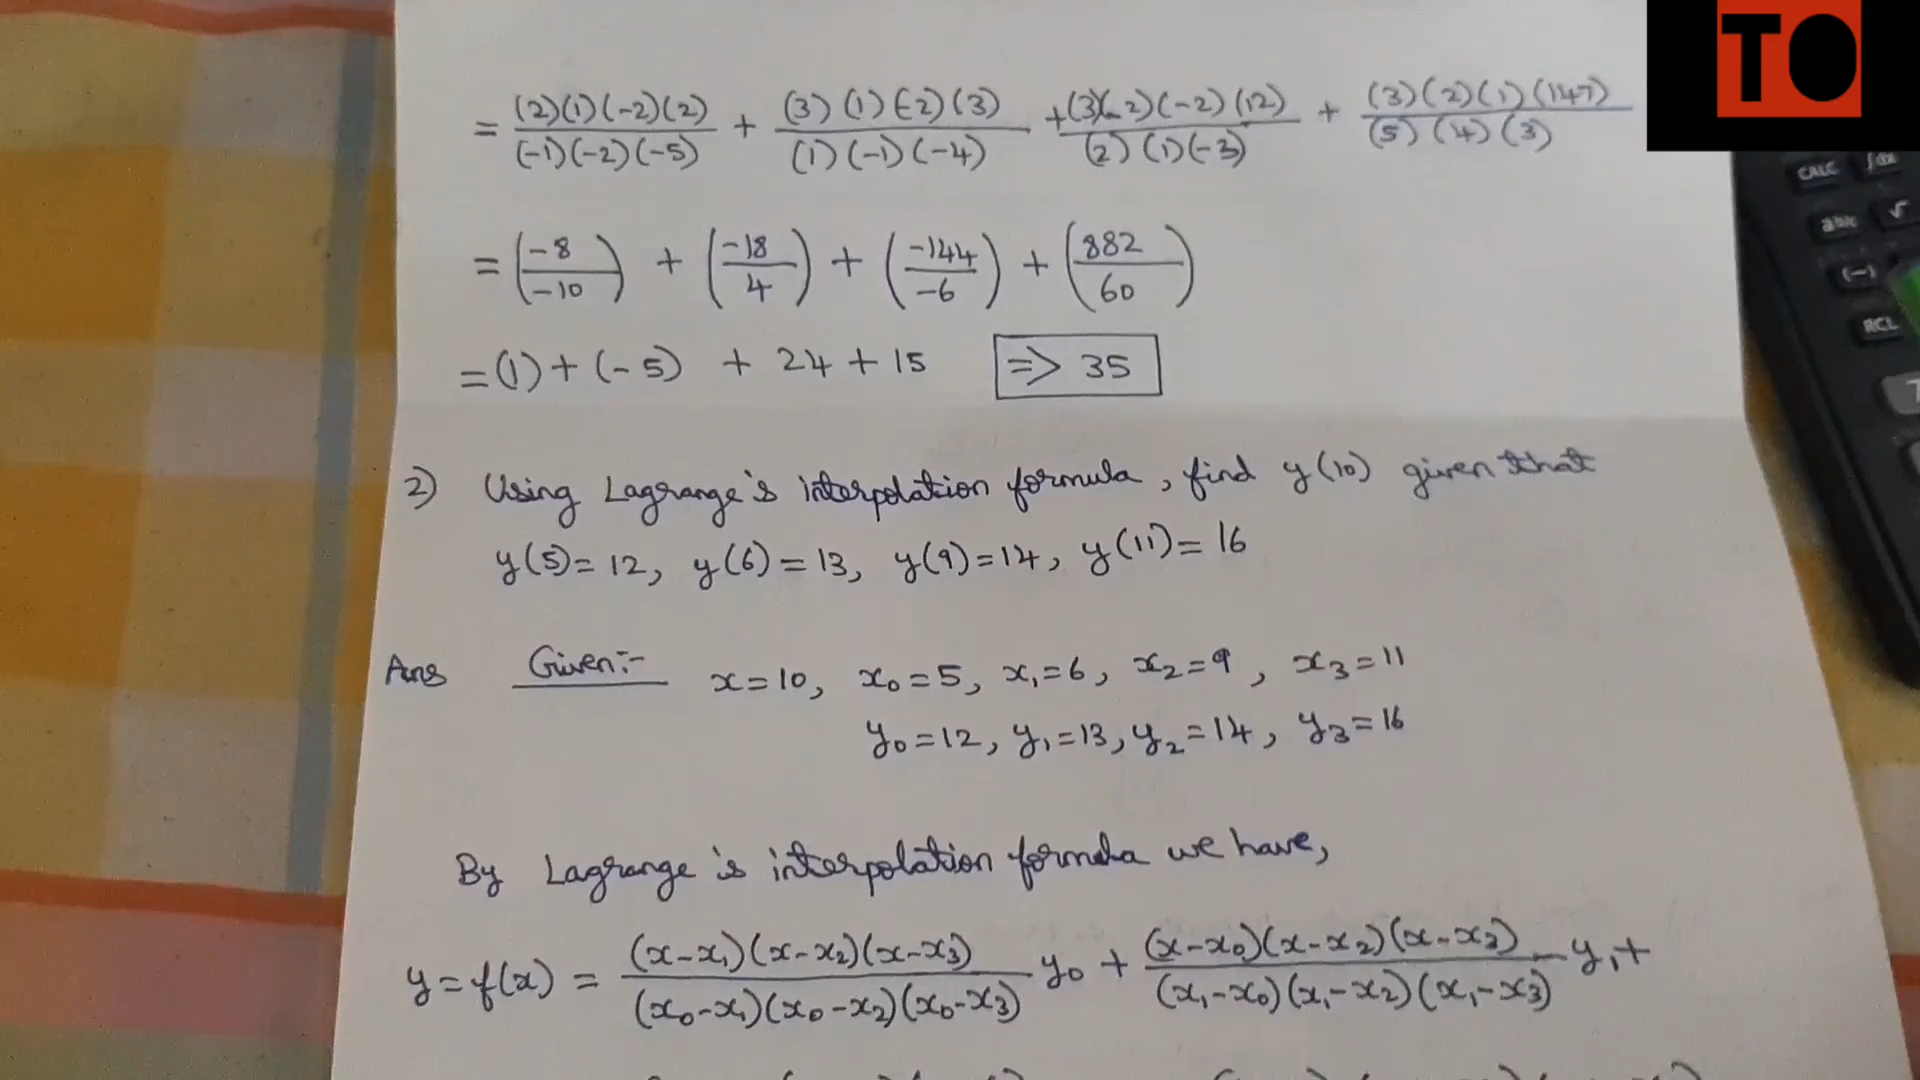 TO
= (2)(1)(-2)(2)/(-1)(-2)(-5) + (3)(1)(-2)(3)/(1)(-1)(-4) + (3)(-2)(-2)(12)/(2)(1)(-3) + (3)(2)(1)(147)/(5)(4)(3)
= (-8/-10) + (-18/4) + (-144/-6) + (882/60)
= (1) + (-5) + 24 + 15 => 35
2) Using Lagrange's interpolation formula, find y(10) given that
y(5)=12, y(6)=13, y(9)=14, y(11)=16
Ans Given:- x=10, x₀=5, x₁=6, x₂=9, x₃=11
y₀=12, y₁=13, y₂=14, y₃=16
By Lagrange's interpolation formula we have,
y=f(x) = (x-x₁)(x-x₂)(x-x₃)/(x₀-x₁)(x₀-x₂)(x₀-x₃) y₀ + (x-x₀)(x-x₂)(x-x₃)/(x₁-x₀)(x₁-x₂)(x₁-x₃) y₁+
CALC ∫dx
(-)
RCL
7